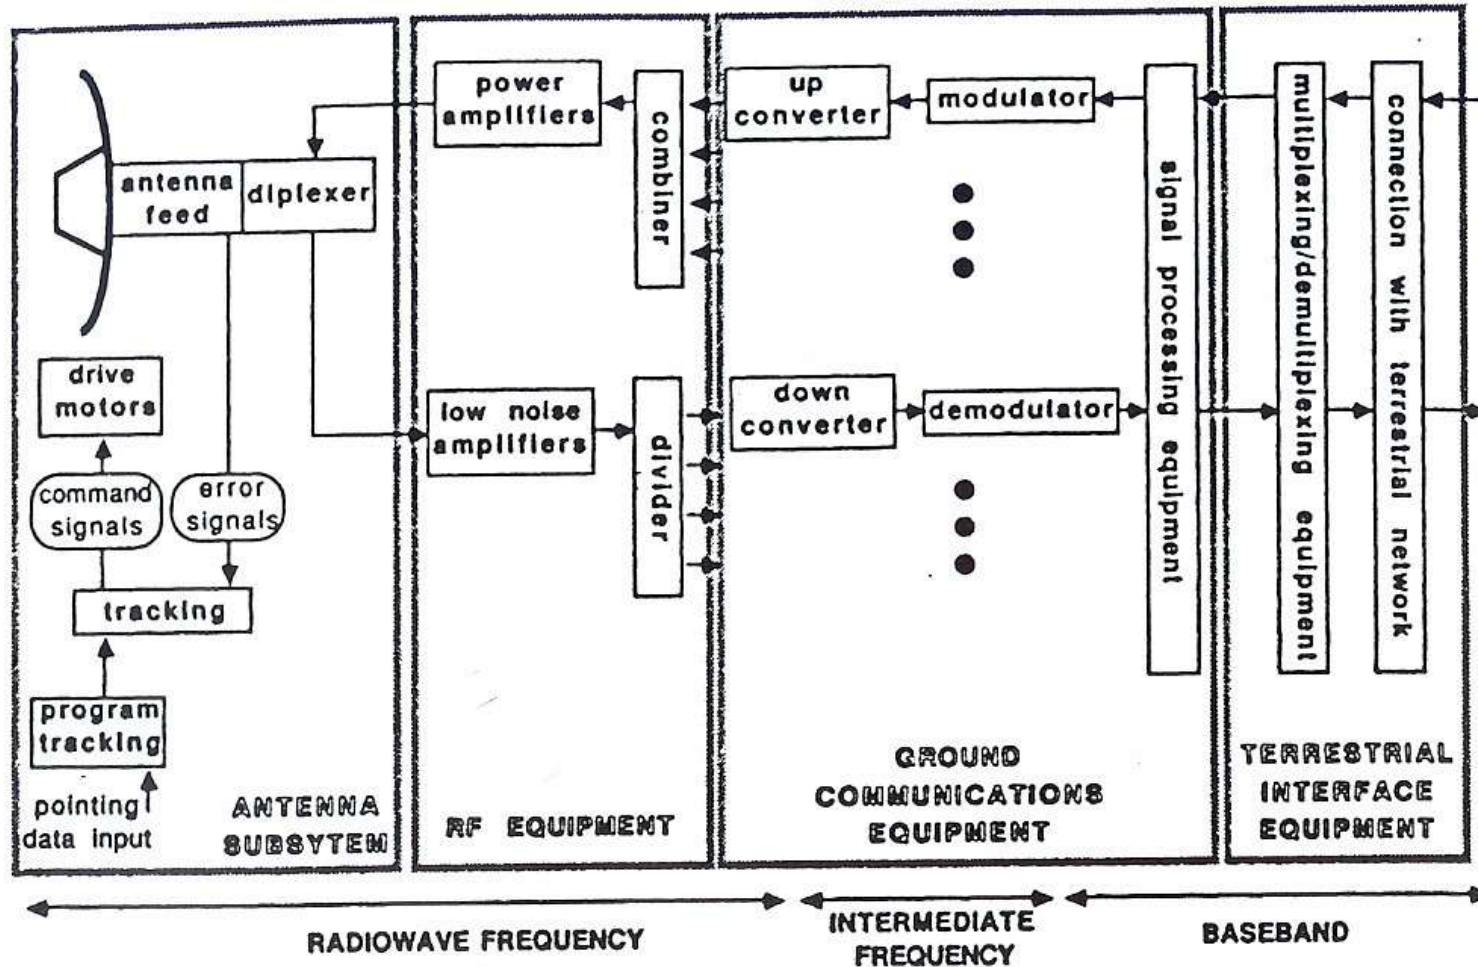 power
amplifiers
combiner
up
converter
modulator
signal processing equipment
multiplexing/demultiplexing equipment
connection with terrestrial network
antenna
feed
diplexer
drive
motors
low noise
amplifiers
divider
down
converter
demodulator
command
signals
error
signals
tracking
program
tracking
pointing
data input
ANTENNA
SUBSYTEM
RF EQUIPMENT
GROUND
COMMUNICATIONS
EQUIPMENT
TERRESTRIAL
INTERFACE
EQUIPMENT
RADIOWAVE FREQUENCY
INTERMEDIATE
FREQUENCY
BASEBAND